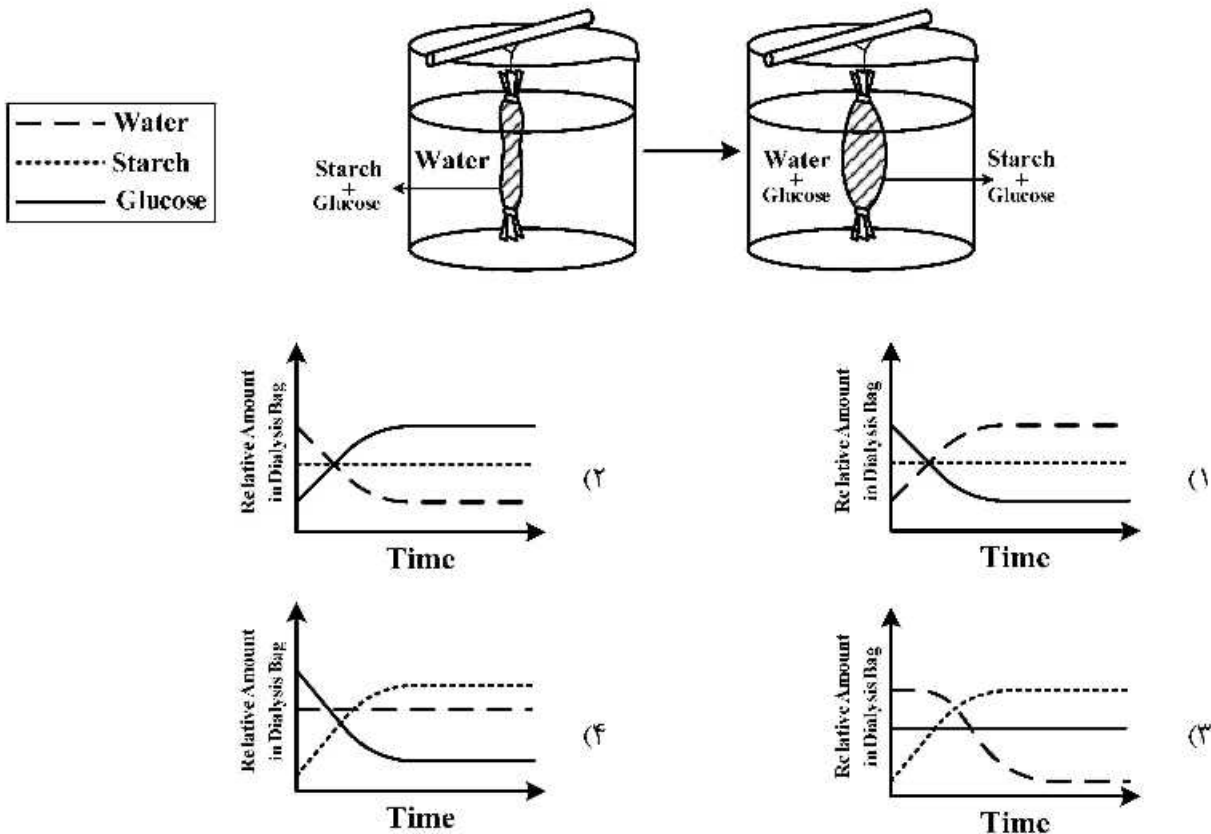 Water
Starch
Glucose
Starch
+
Glucose
Water
Water
+
Glucose
Starch
+
Glucose
Relative Amount
in Dialysis Bag
Time
۲)
Relative Amount
in Dialysis Bag
Time
۱)
Relative Amount
in Dialysis Bag
Time
۴)
Relative Amount
in Dialysis Bag
Time
۳)